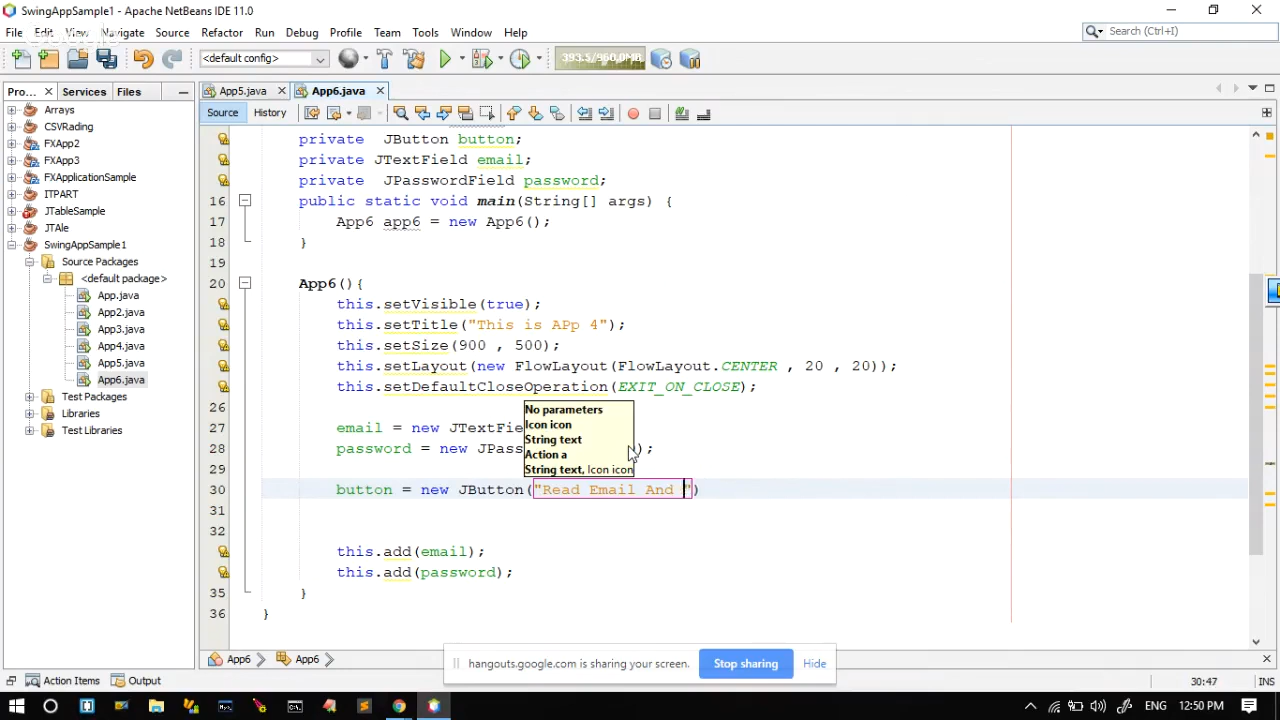 SwingAppSample1 - Apache NetBeans IDE 11.0
File Edit View Navigate Source Refactor Run Debug Profile Team Tools Window Help
Search (Ctrl+I)
<default config>
393.5/960.0MB
Pro... Services Files
App5.java App6.java
Source History
Arrays
CSVRading
FXApp2
FXApp3
FXApplicationSample
ITPART
JTableSample
JTAle
SwingAppSample1
Source Packages
<default package>
App.java
App2.java
App3.java
App4.java
App5.java
App6.java
Test Packages
Libraries
Test Libraries
private JButton button;
private JTextField email;
private JPasswordField password;
16 public static void main(String[] args) {
17 App6 app6 = new App6();
18 }
19
20 App6(){
this.setVisible(true);
this.setTitle("This is APp 4");
this.setSize(900 , 500);
this.setLayout(new FlowLayout(FlowLayout.CENTER , 20 , 20));
this.setDefaultCloseOperation(EXIT_ON_CLOSE);
26
27 email = new JTextFie
28 password = new JPass );
29
30 button = new JButton("Read Email And ")
31
32
this.add(email);
this.add(password);
35 }
36 }
No parameters
Icon icon
String text
Action a
String text, Icon icon
App6 App6
hangouts.google.com is sharing your screen. Stop sharing Hide
Action Items Output
30:47 INS
ENG 12:50 PM